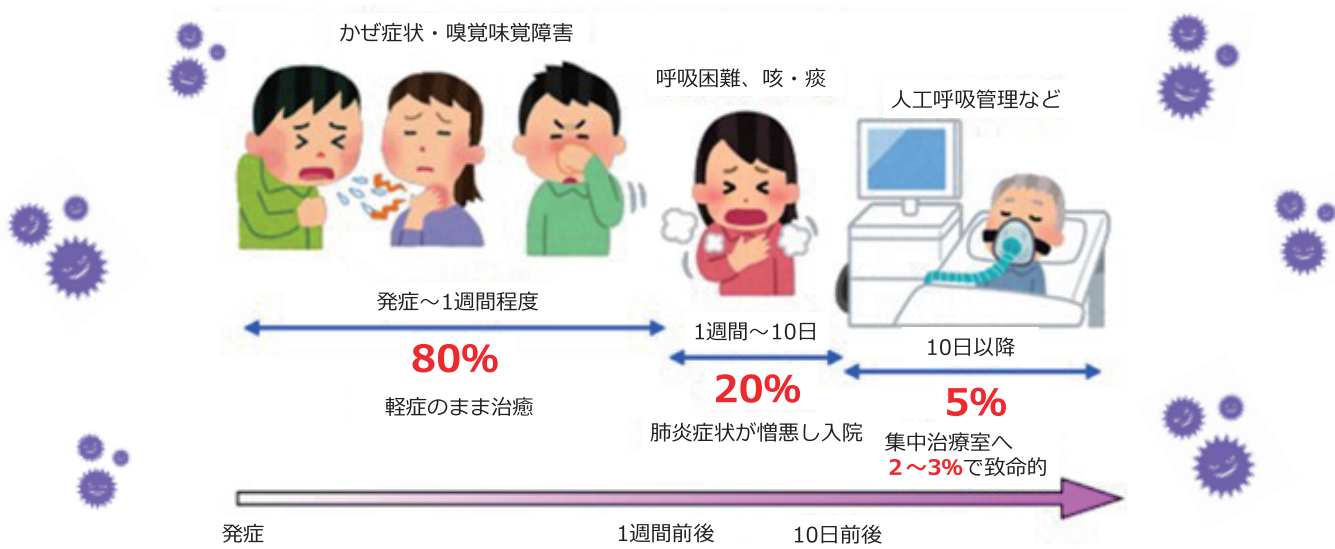 かぜ症状・嗅覚味覚障害
呼吸困難、咳・痰
人工呼吸管理など
発症～1週間程度
80%
軽症のまま治癒
1週間～10日
20%
肺炎症状が憎悪し入院
10日以降
5%
集中治療室へ
2～3%で致命的
発症
1週間前後
10日前後